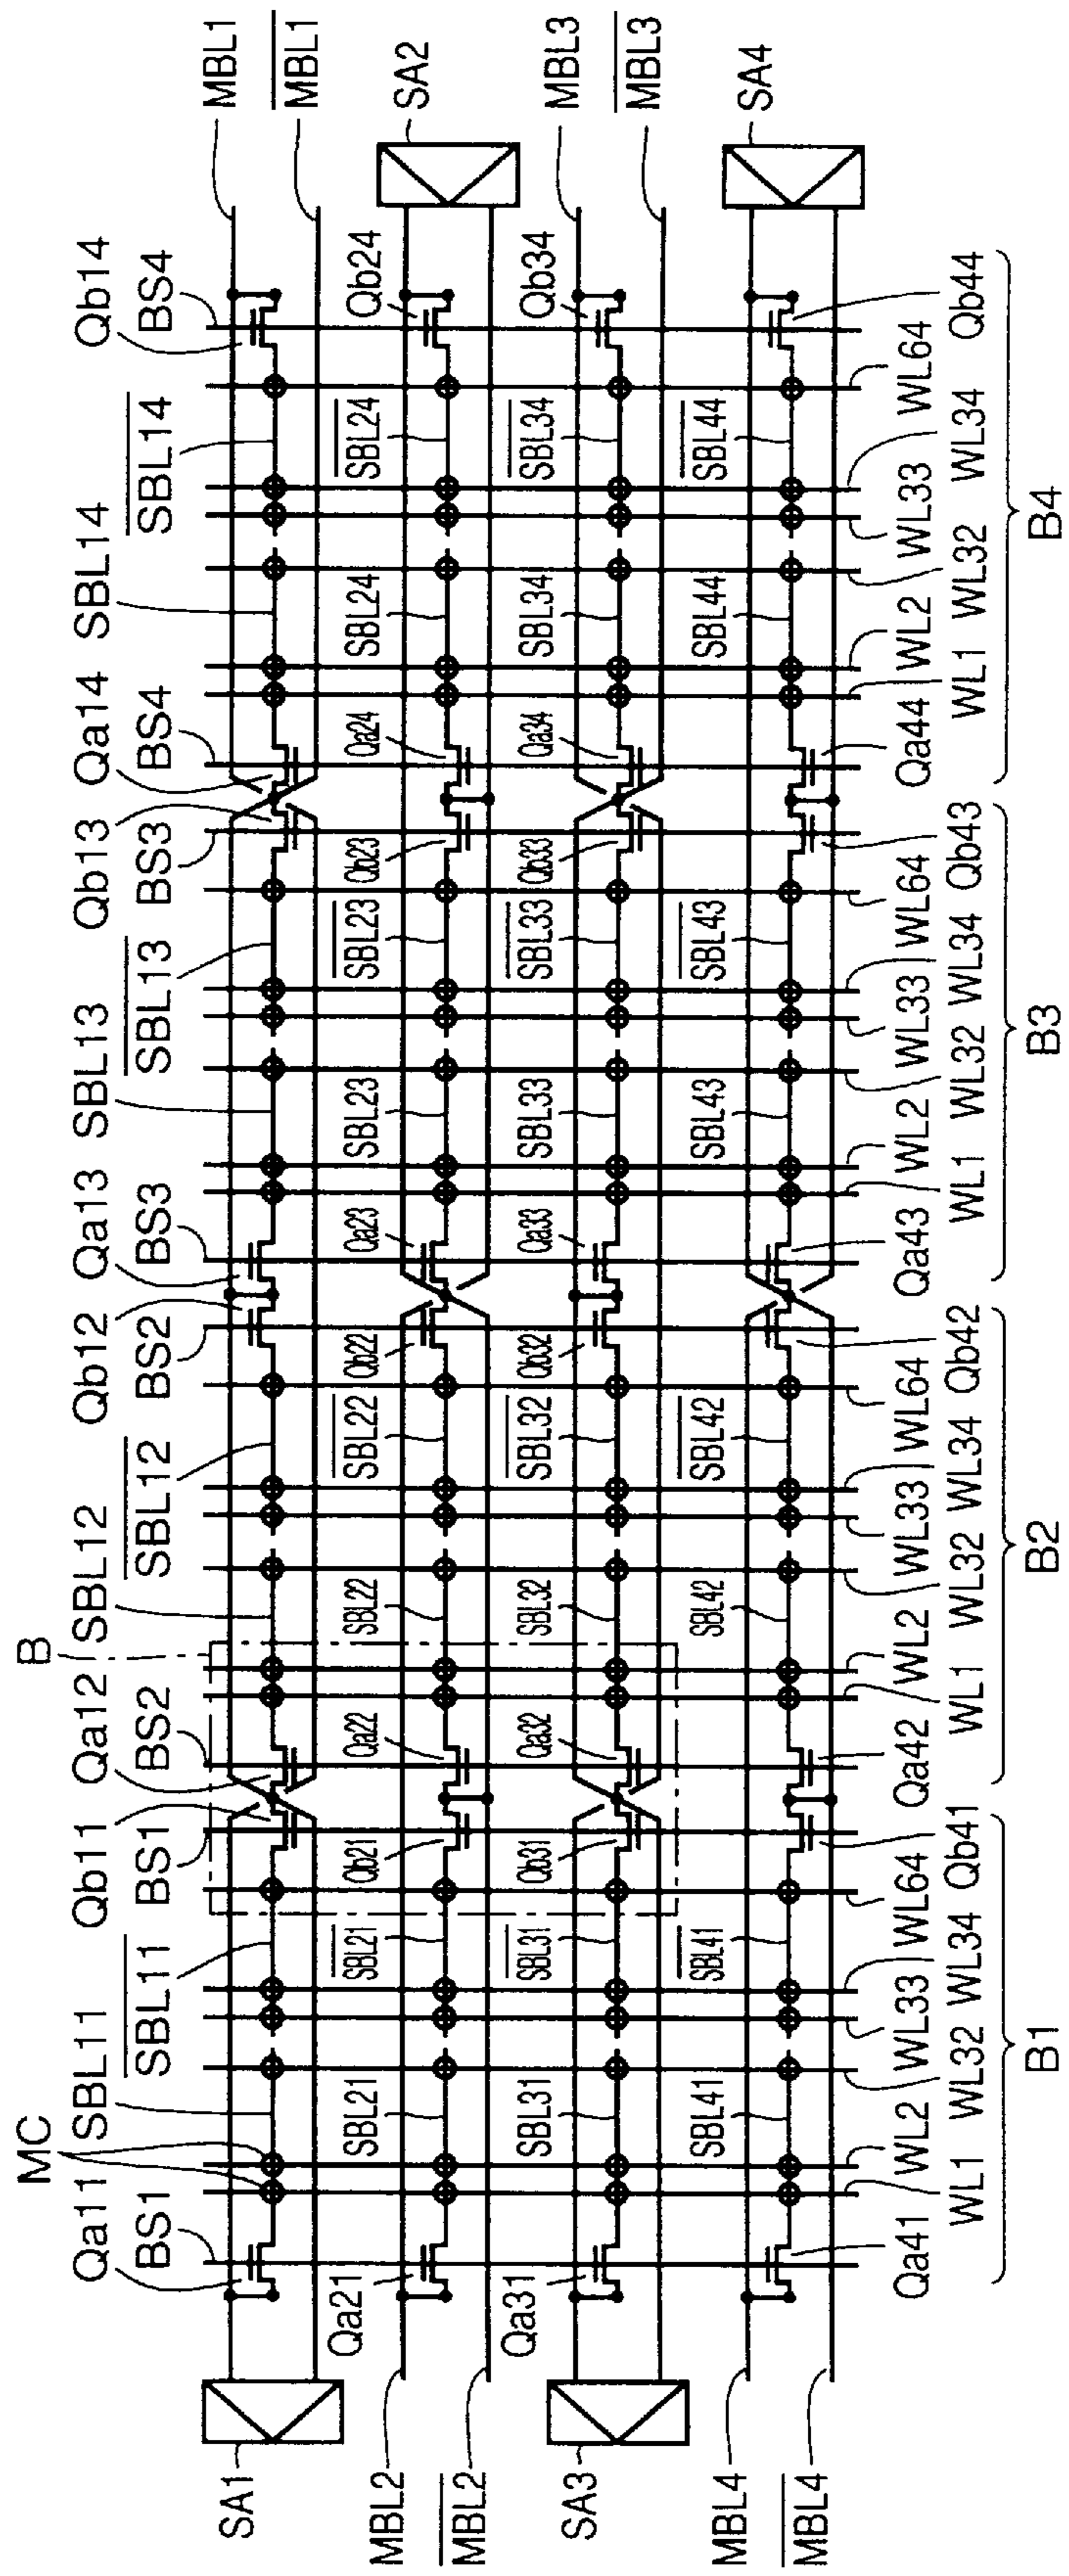 B
MC
Qa11 SBL11 Qb11 Qa12 SBL12 Qb12 Qa13 SBL13 Qb13 Qa14 SBL14 Qb14
BS1 SBL11 BS1 BS2 SBL12 BS2 BS3 SBL13 BS3 BS4 SBL14 BS4
MBL1
MBL1
SA1
SA2
Qa21 SBL21 SBL21 Qb21 Qa22 SBL22 SBL22 Qb22 Qa23 SBL23 SBL23 Qb23 Qa24 SBL24 SBL24 Qb24
MBL2
MBL2
MBL3
MBL3
Qa31 SBL31 SBL31 Qb31 Qa32 SBL32 SBL32 Qb32 Qa33 SBL33 SBL33 Qb33 Qa34 SBL34 SBL34 Qb34
SA3
SA4
SBL41 SBL41 SBL42 SBL42 SBL43 SBL43 SBL44 SBL44
MBL4
MBL4
Qa41 WL2 WL33 WL64 Qa42 WL2 WL33 WL64 Qa43 WL2 WL33 WL64 Qa44 WL2 WL33 WL64
WL1 WL32 WL34 Qb41 WL1 WL32 WL34 Qb42 WL1 WL32 WL34 Qb43 WL1 WL32 WL34 Qb44
B1 B2 B3 B4